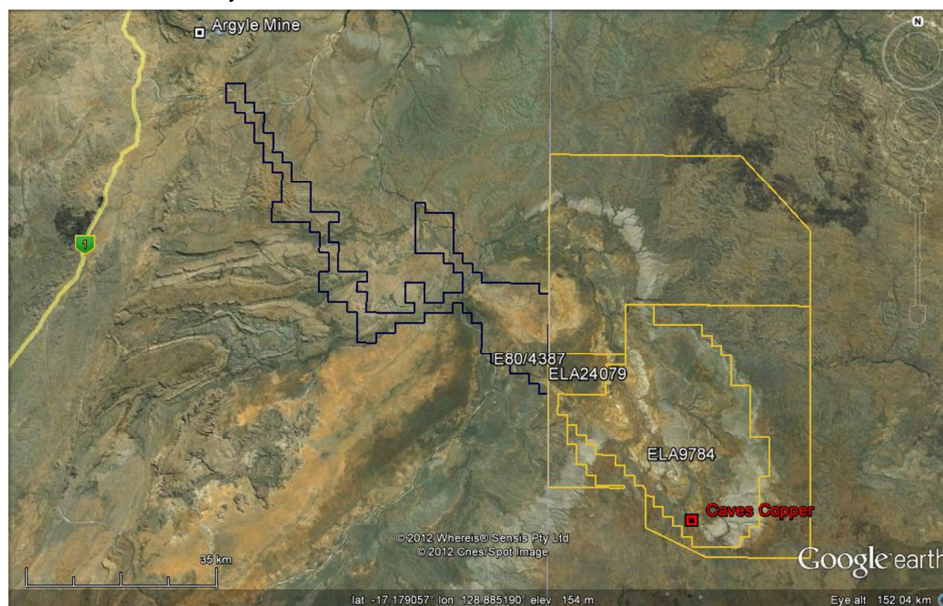 Argyle Mine
N
1
E80/4387
ELA24079
ELA9784
Caves Copper
© 2012 Whereis® Sensis Pty Ltd
© 2012 Cnes/Spot Image
35 km
Google earth
lat -17.179057° lon 128.885190° elev 154 m
Eye alt 152.04 km